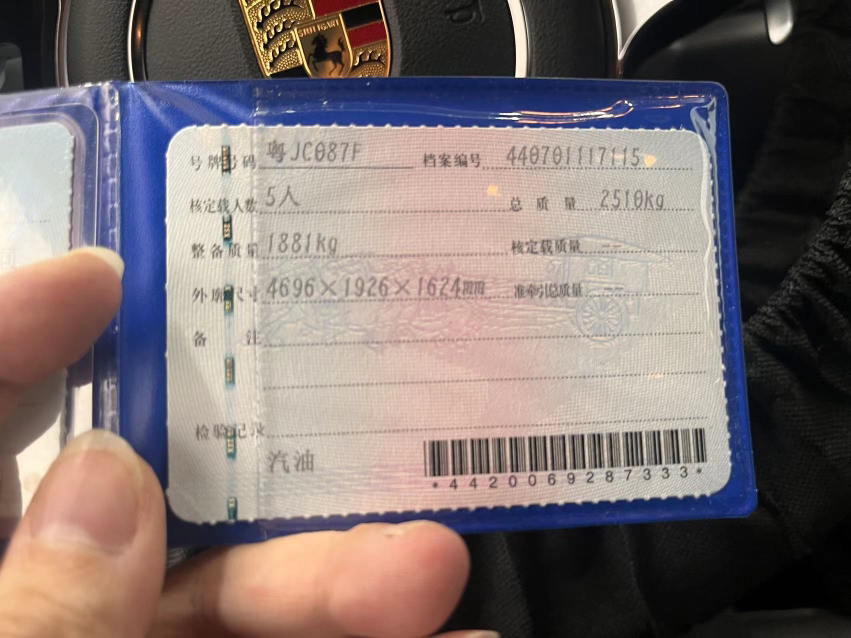 STUTTGART
号牌号码 粤JC087F 档案编号 440701117115
核定载人数 5人 总质量 2510kg
整备质量 1881kg 核定载质量 --
外廓尺寸 4696×1926×1624mm 准牵引总质量 --
备注
检验记录
汽油
*4420069287333*